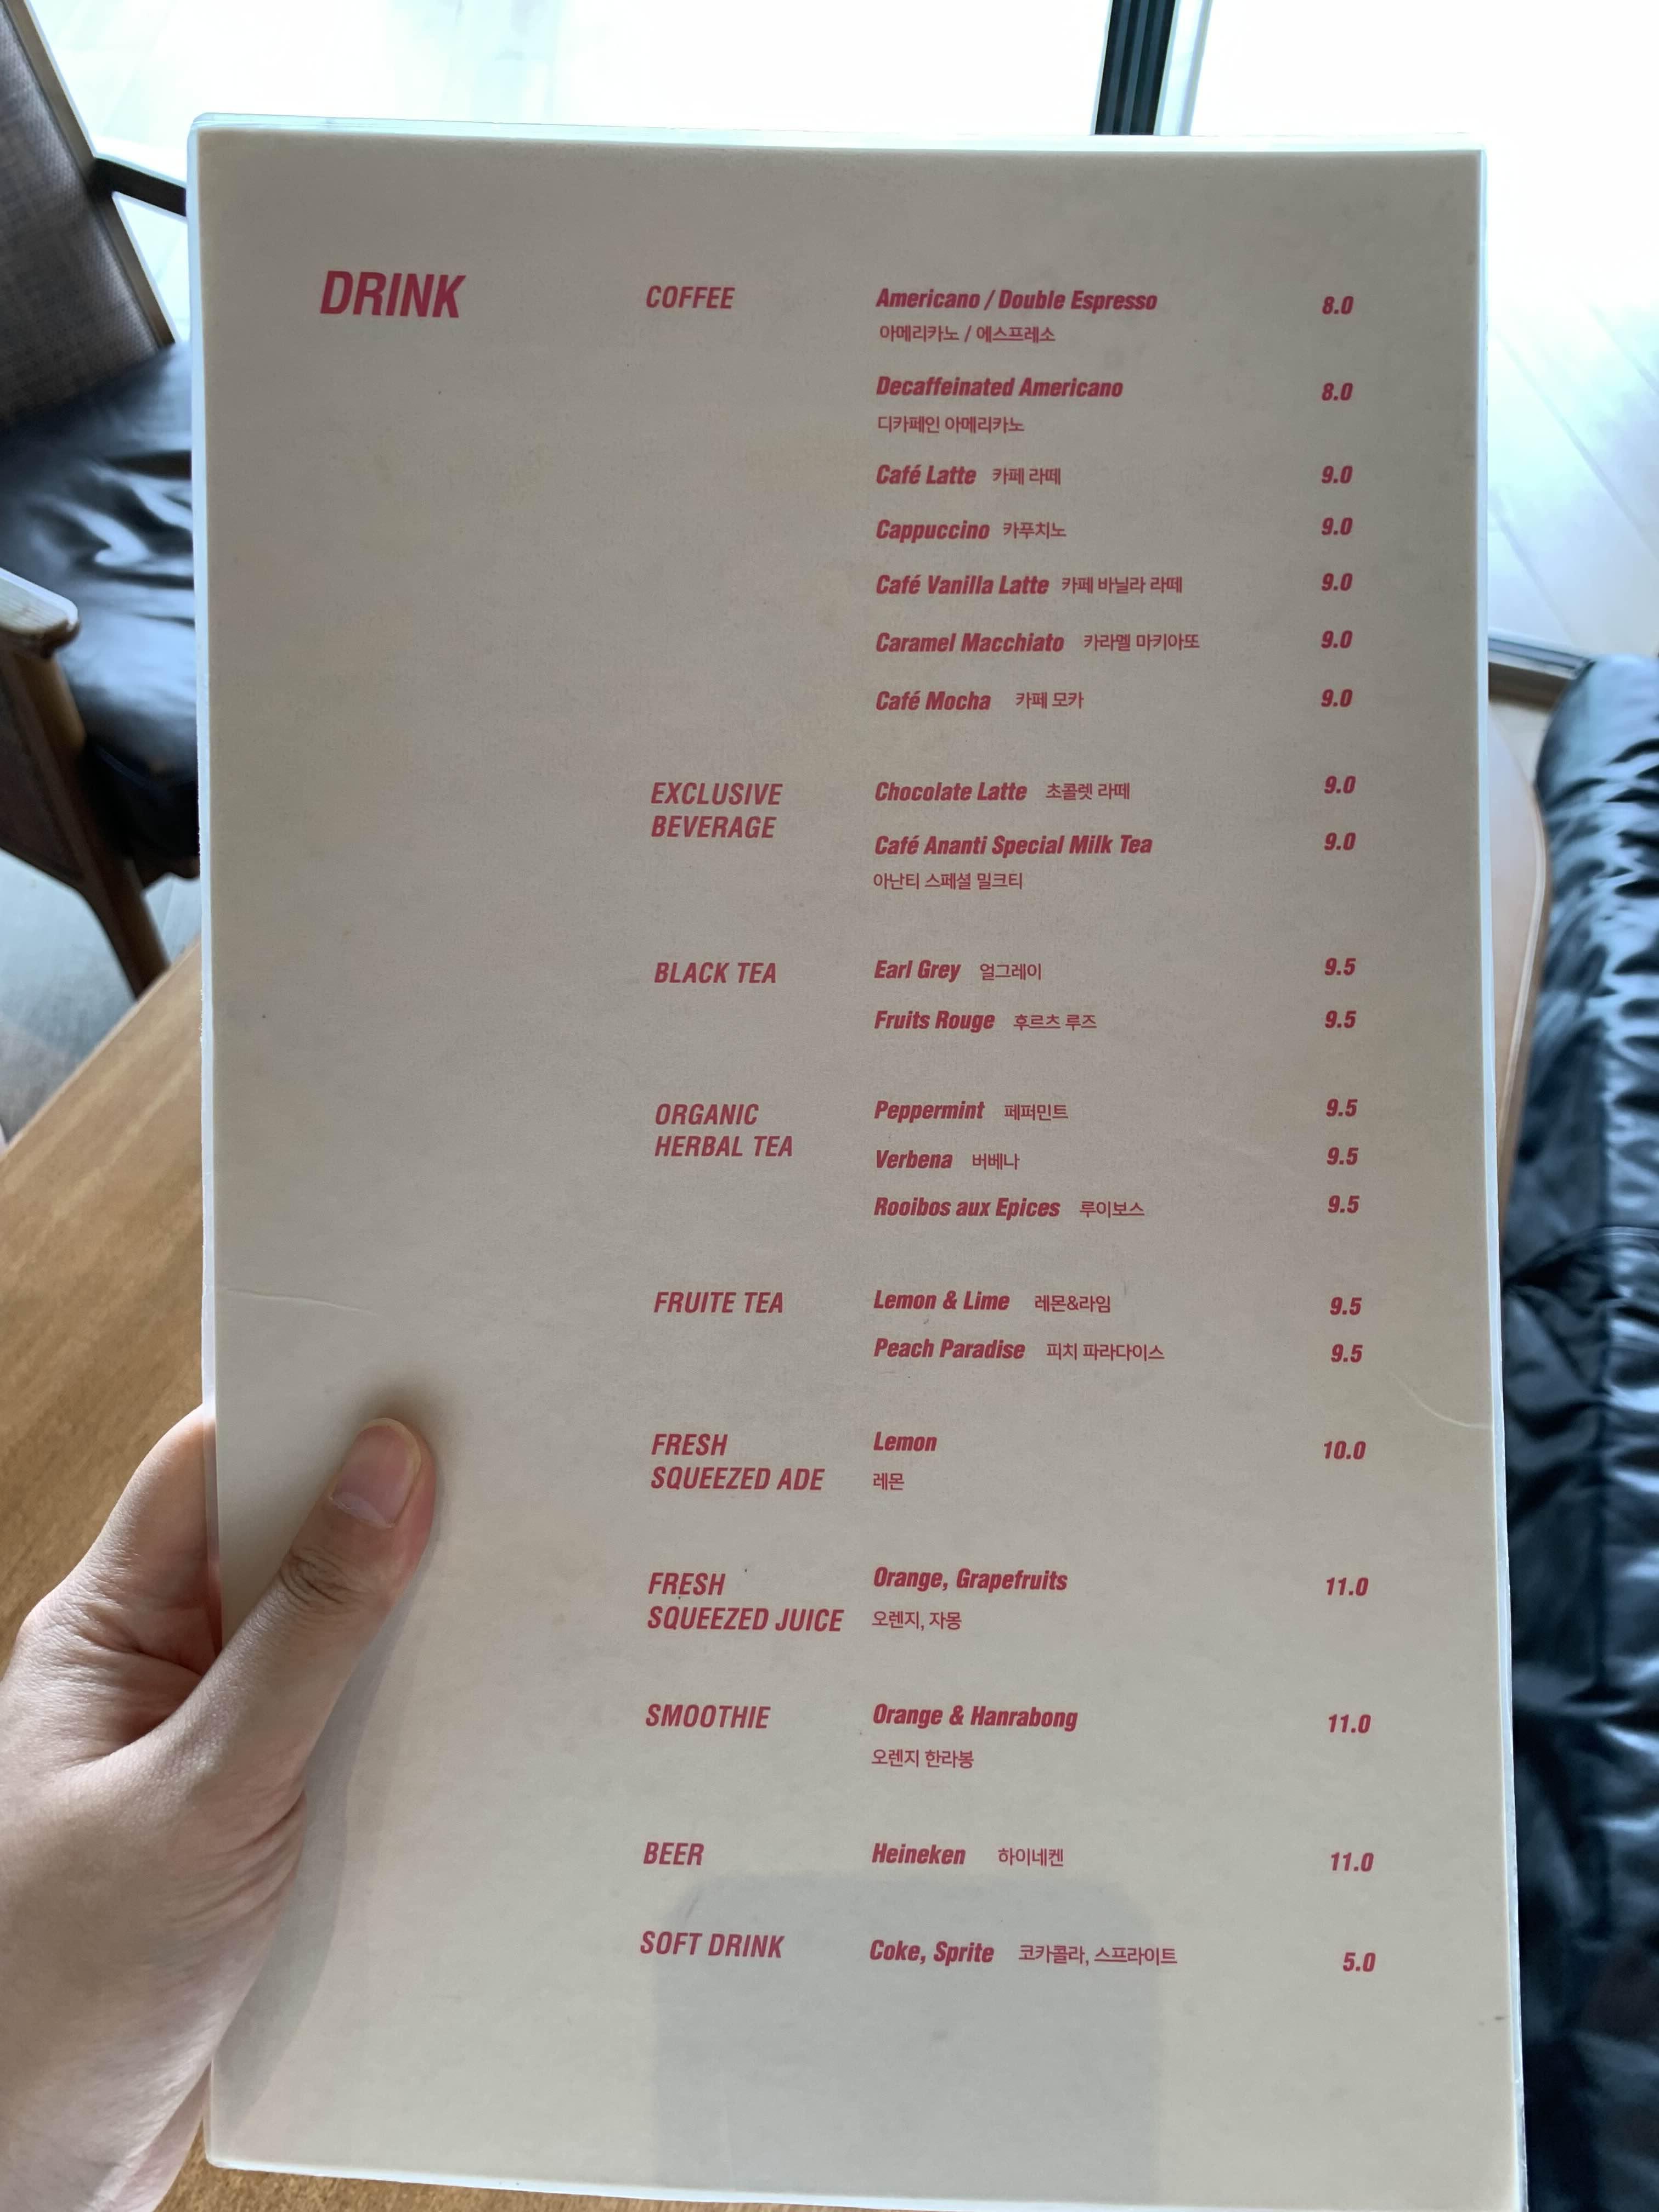 DRINK
COFFEE
Americano / Double Espresso 8.0
아메리카노 / 에스프레소
Decaffeinated Americano 8.0
디카페인 아메리카노
Café Latte 카페 라떼 9.0
Cappuccino 카푸치노 9.0
Café Vanilla Latte 카페 바닐라 라떼 9.0
Caramel Macchiato 카라멜 마키아또 9.0
Café Mocha 카페 모카 9.0
EXCLUSIVE
BEVERAGE
Chocolate Latte 초콜렛 라떼 9.0
Café Ananti Special Milk Tea 9.0
아난티 스페셜 밀크티
BLACK TEA
Earl Grey 얼그레이 9.5
Fruits Rouge 후르츠 루즈 9.5
ORGANIC
HERBAL TEA
Peppermint 페퍼민트 9.5
Verbena 버베나 9.5
Rooibos aux Epices 루이보스 9.5
FRUITE TEA
Lemon & Lime 레몬&라임 9.5
Peach Paradise 피치 파라다이스 9.5
FRESH
SQUEEZED ADE
Lemon 10.0
레몬
FRESH
SQUEEZED JUICE
Orange, Grapefruits 11.0
오렌지, 자몽
SMOOTHIE
Orange & Hanrabong 11.0
오렌지 한라봉
BEER
Heineken 하이네켄 11.0
SOFT DRINK
Coke, Sprite 코카콜라, 스프라이트 5.0